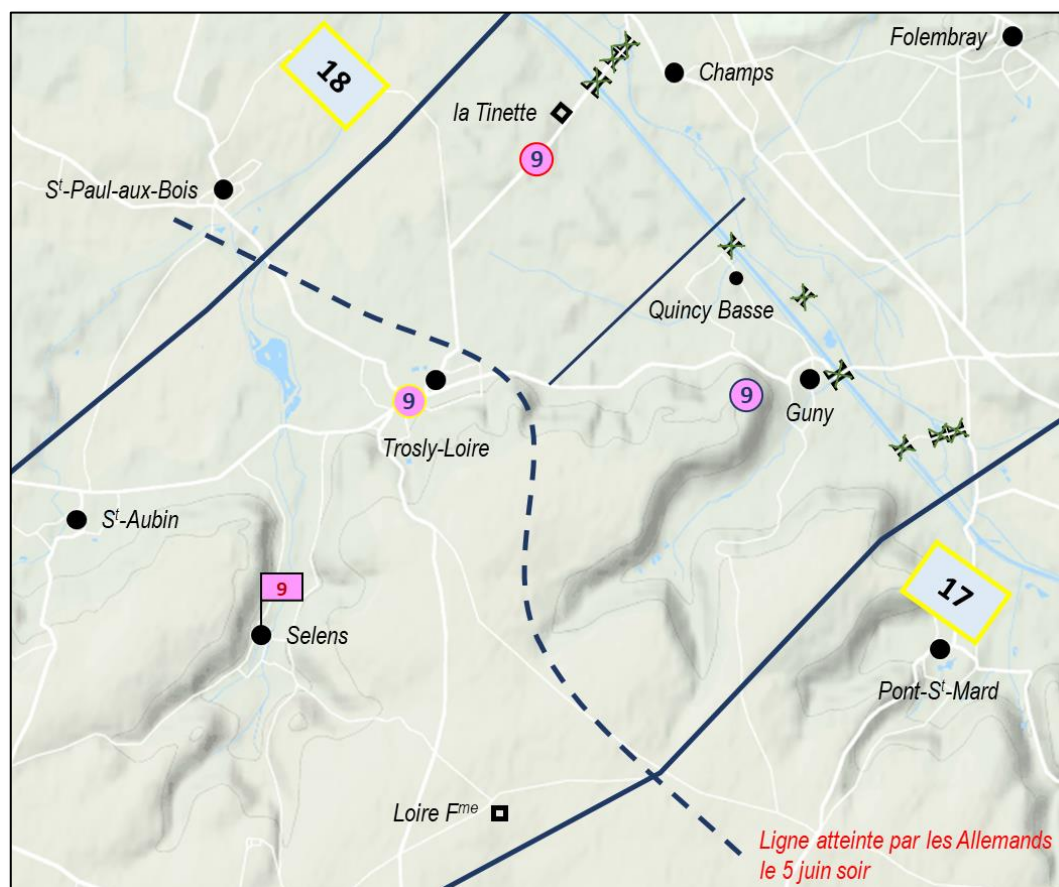 18
Folembray
Champs
la Tinette
9
Sᵗ-Paul-aux-Bois
Quincy Basse
9
9
Guny
Trosly-Loire
Sᵗ-Aubin
9
17
Selens
Pont-Sᵗ-Mard
Loire Fᵐᵉ
Ligne atteinte par les Allemands
le 5 juin soir